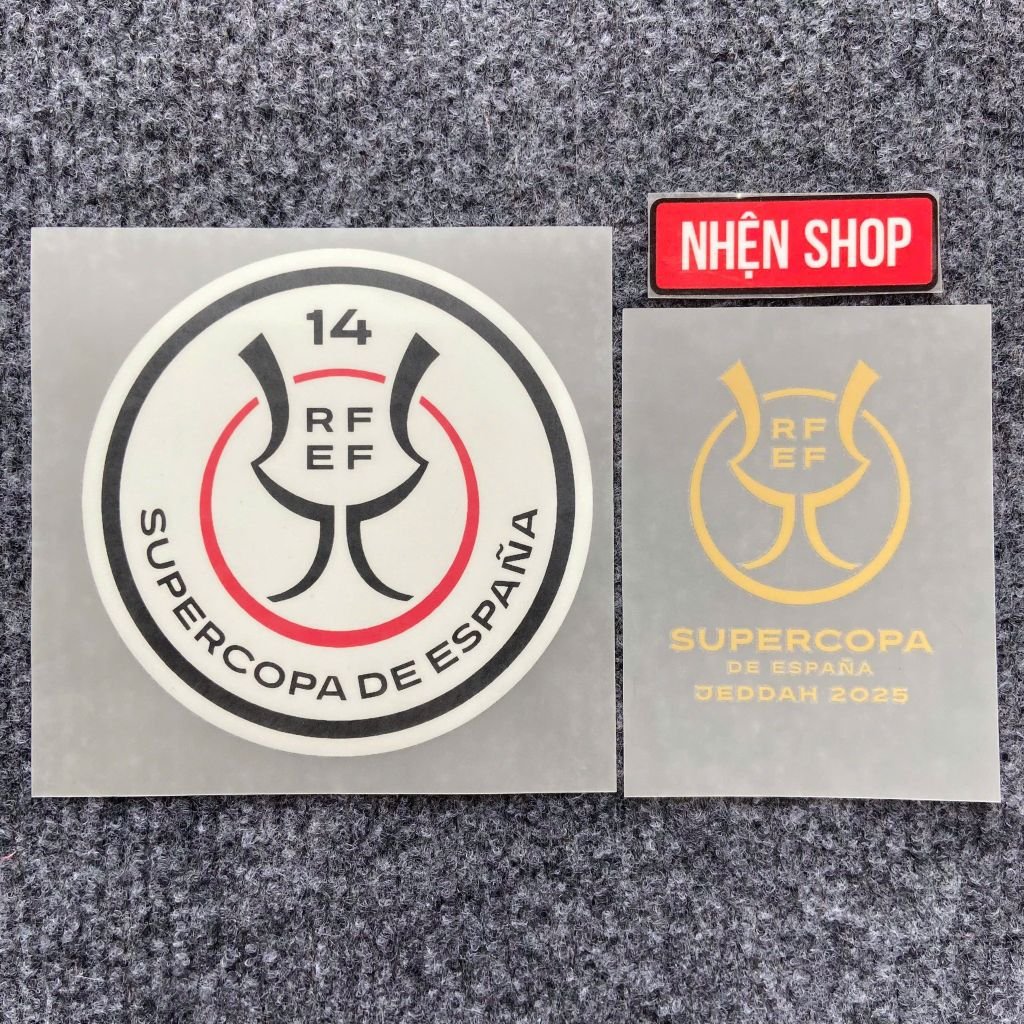 14
RF
EF
SUPERCOPA DE ESPAÑA
NHỆN SHOP
RF
EF
SUPERCOPA
DE ESPAÑA
JEDDAH 2025